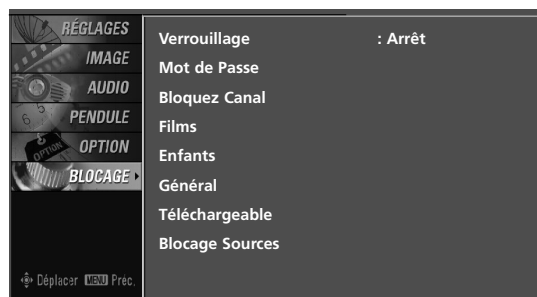 RÉGLAGES
IMAGE
AUDIO
PENDULE
OPTION
BLOCAGE
Verrouillage : Arrêt
Mot de Passe
Bloquez Canal
Films
Enfants
Général
Téléchargeable
Blocage Sources
Déplacer MENU Préc.